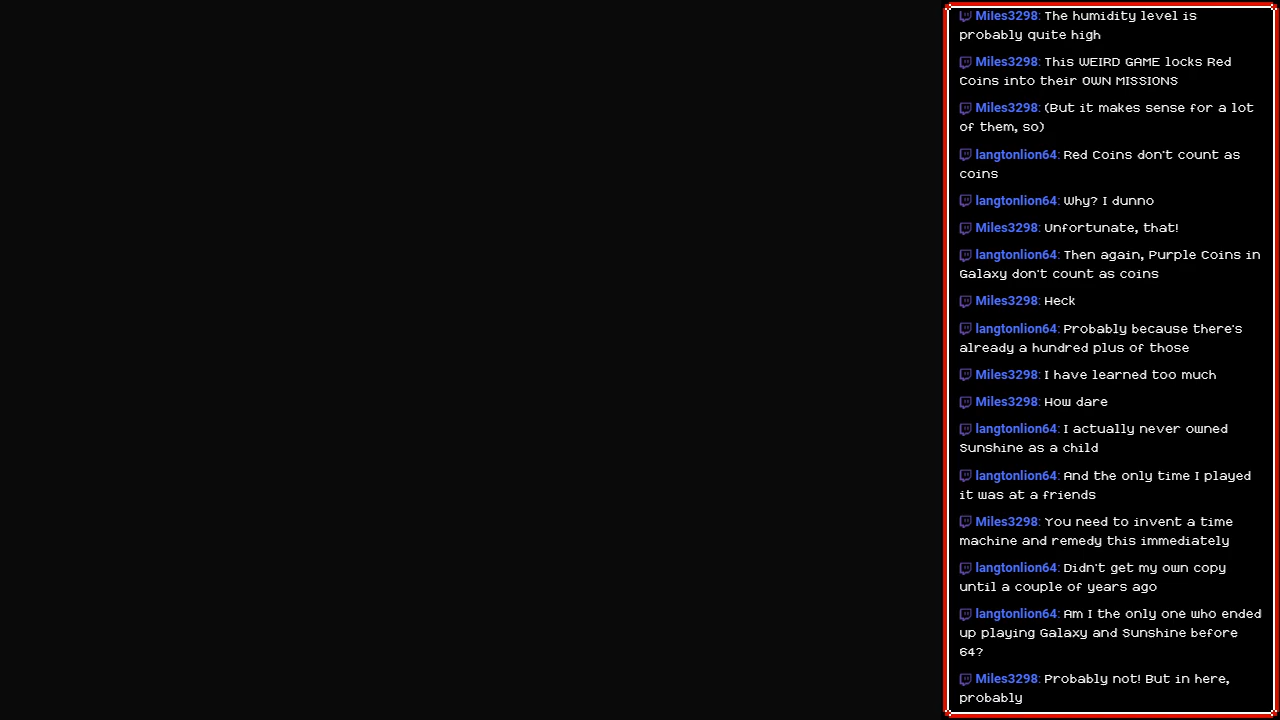 Miles3298: The humidity level is
probably quite high
Miles3298: This WEIRD GAME locks Red
Coins into their OWN MISSIONS
Miles3298: (But it makes sense for a lot
of them, so)
langtonlion64: Red Coins don't count as
coins
langtonlion64: Why? I dunno
Miles3298: Unfortunate, that!
langtonlion64: Then again, Purple Coins in
Galaxy don't count as coins
Miles3298: Heck
langtonlion64: Probably because there's
already a hundred plus of those
Miles3298: I have learned too much
Miles3298: How dare
langtonlion64: I actually never owned
Sunshine as a child
langtonlion64: And the only time I played
it was at a friends
Miles3298: You need to invent a time
machine and remedy this immediately
langtonlion64: Didn't get my own copy
until a couple of years ago
langtonlion64: Am I the only one who ended
up playing Galaxy and Sunshine before
64?
Miles3298: Probably not! But in here,
probably